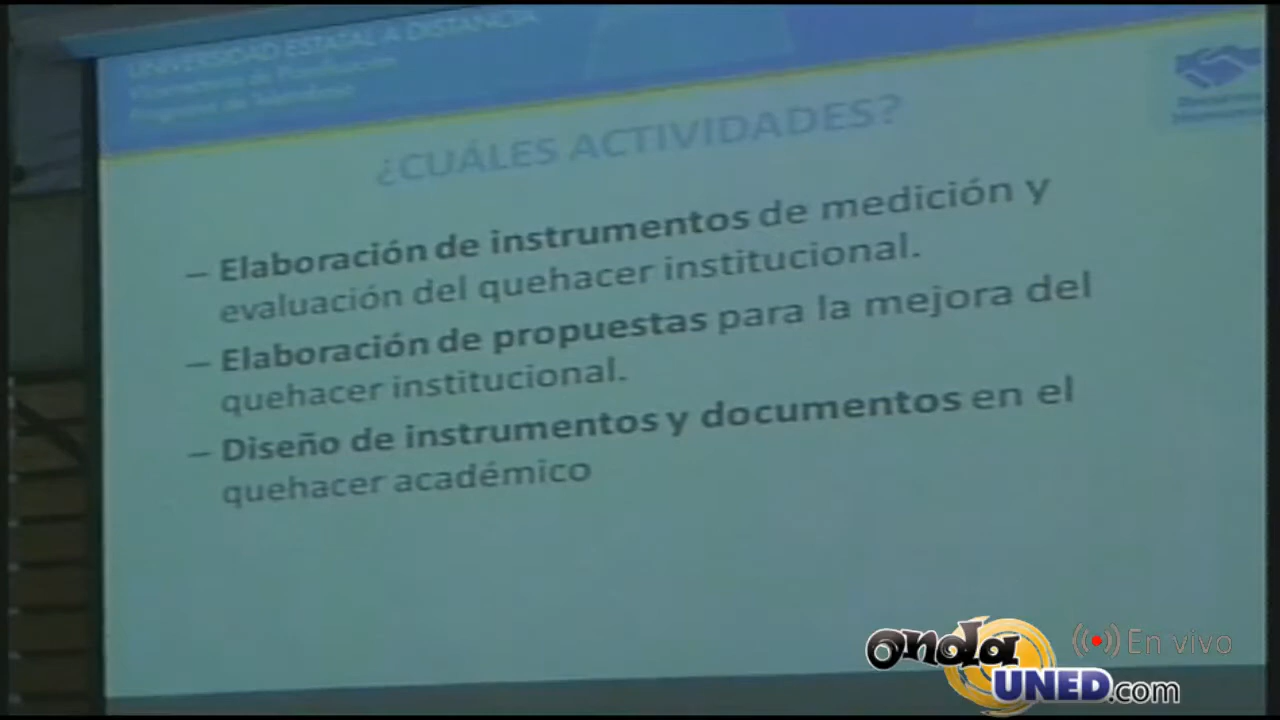 UNIVERSIDAD ESTATAL A DISTANCIA
¿CUÁLES ACTIVIDADES?
– Elaboración de instrumentos de medición y
evaluación del quehacer institucional.
– Elaboración de propuestas para la mejora del
quehacer institucional.
– Diseño de instrumentos y documentos en el
quehacer académico
onda
UNED.com
En vivo